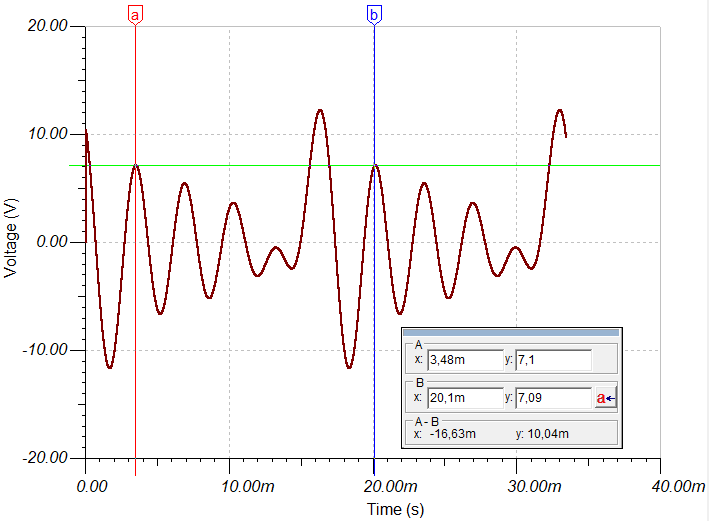 a b
20.00
10.00
0.00
-10.00
-20.00
Voltage (V)
0.00 10.00m 20.00m 30.00m 40.00m
Time (s)
A
x: 3,48m y: 7,1
B
x: 20,1m y: 7,09 a←
A - B
x: -16,63m y: 10,04m